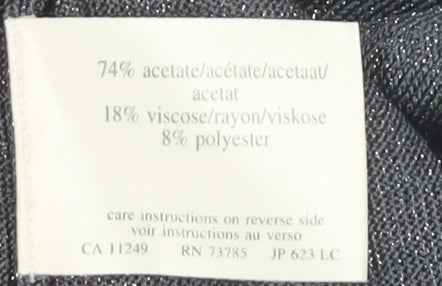 74% acetate/acétate/acetaat/
acetat
18% viscose/rayon/viskose
8% polyester
care instructions on reverse side
voir instructions au verso
CA 11249 RN 73785 JP 623 LC